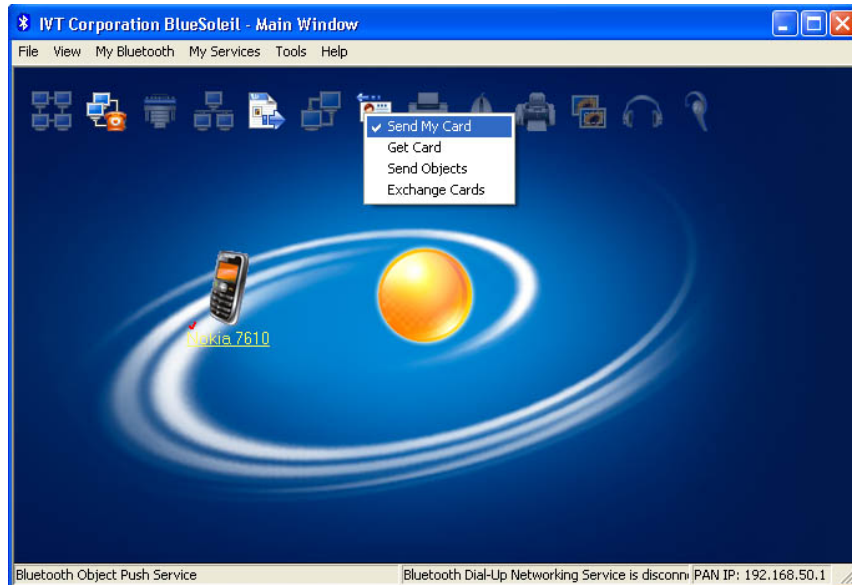 IVT Corporation BlueSoleil - Main Window
File View My Bluetooth My Services Tools Help
Send My Card
Get Card
Send Objects
Exchange Cards
Nokia 7610
Bluetooth Object Push Service Bluetooth Dial-Up Networking Service is disconn PAN IP: 192.168.50.1